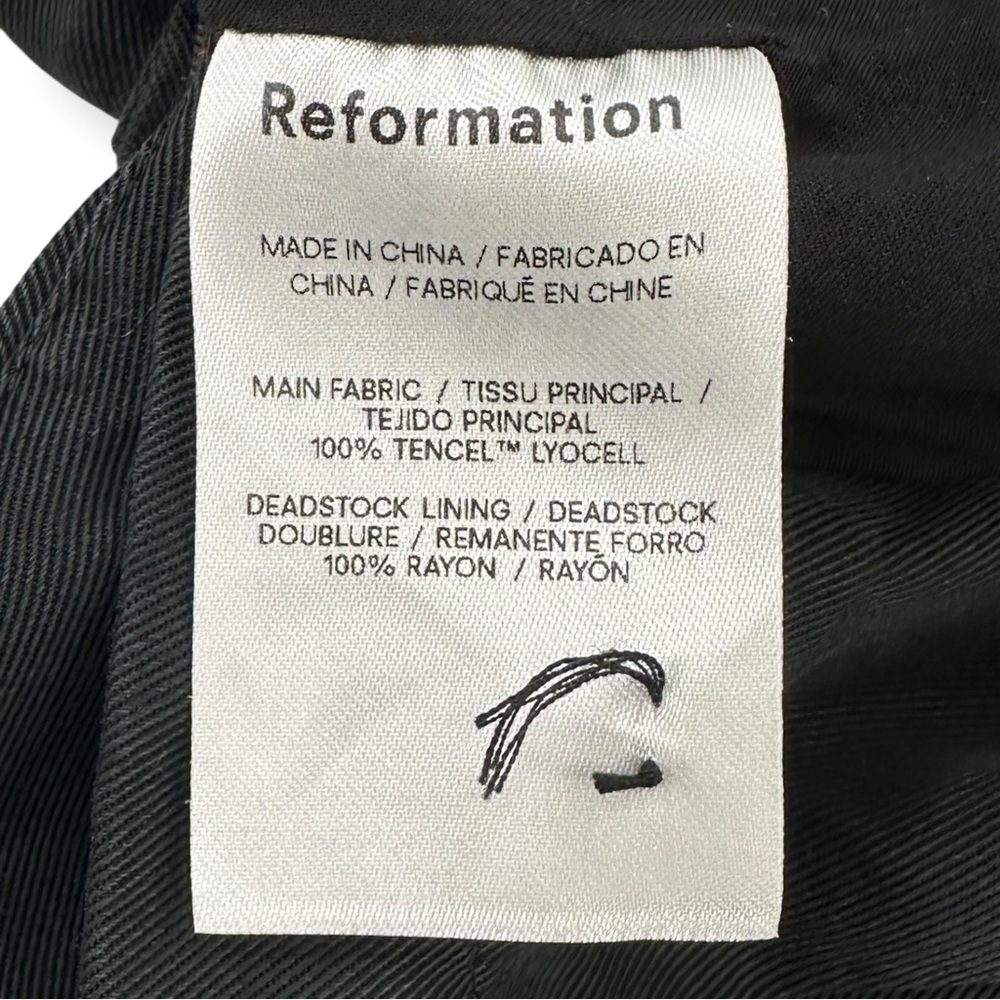 Reformation
MADE IN CHINA / FABRICADO EN
CHINA / FABRIQUÉ EN CHINE
MAIN FABRIC / TISSU PRINCIPAL /
TEJIDO PRINCIPAL
100% TENCEL™ LYOCELL
DEADSTOCK LINING / DEADSTOCK
DOUBLURE / REMANENTE FORRO
100% RAYON / RAYÓN